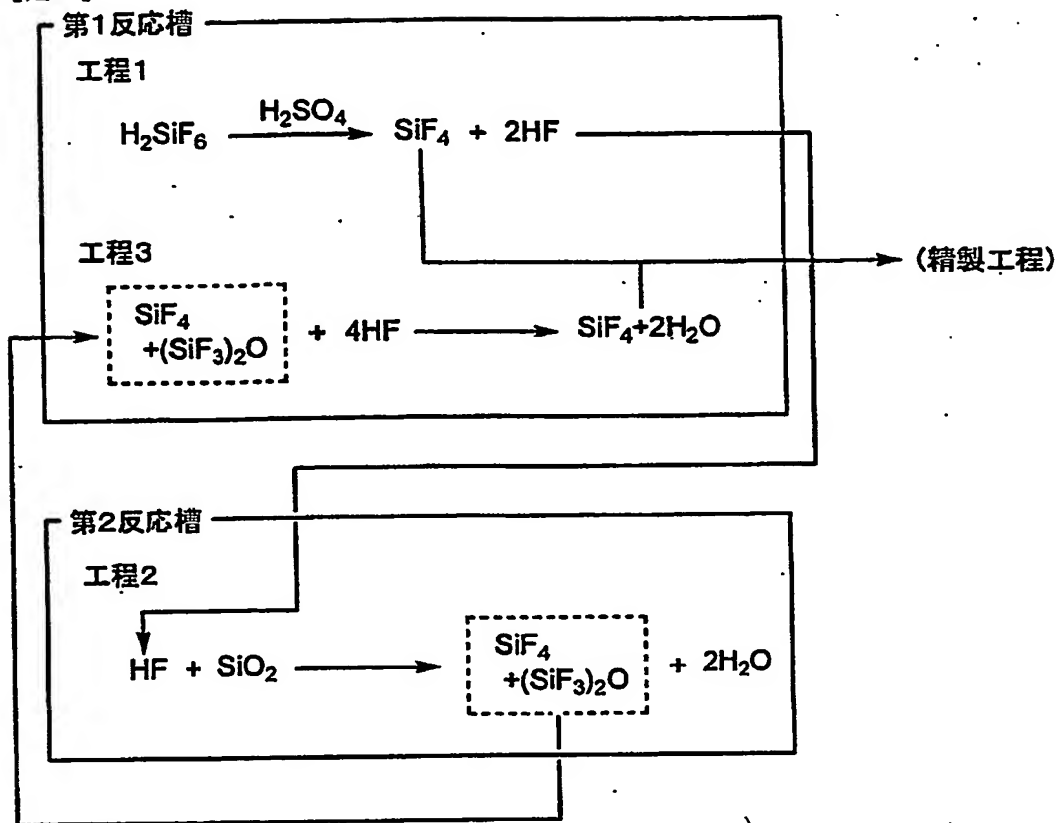 第1反応槽
工程1
H₂SiF₆ H₂SO₄ SiF₄ + 2HF
工程3
(精製工程)
SiF₄
+(SiF₃)₂O + 4HF SiF₄+2H₂O
第2反応槽
工程2
HF + SiO₂ SiF₄
+(SiF₃)₂O + 2H₂O